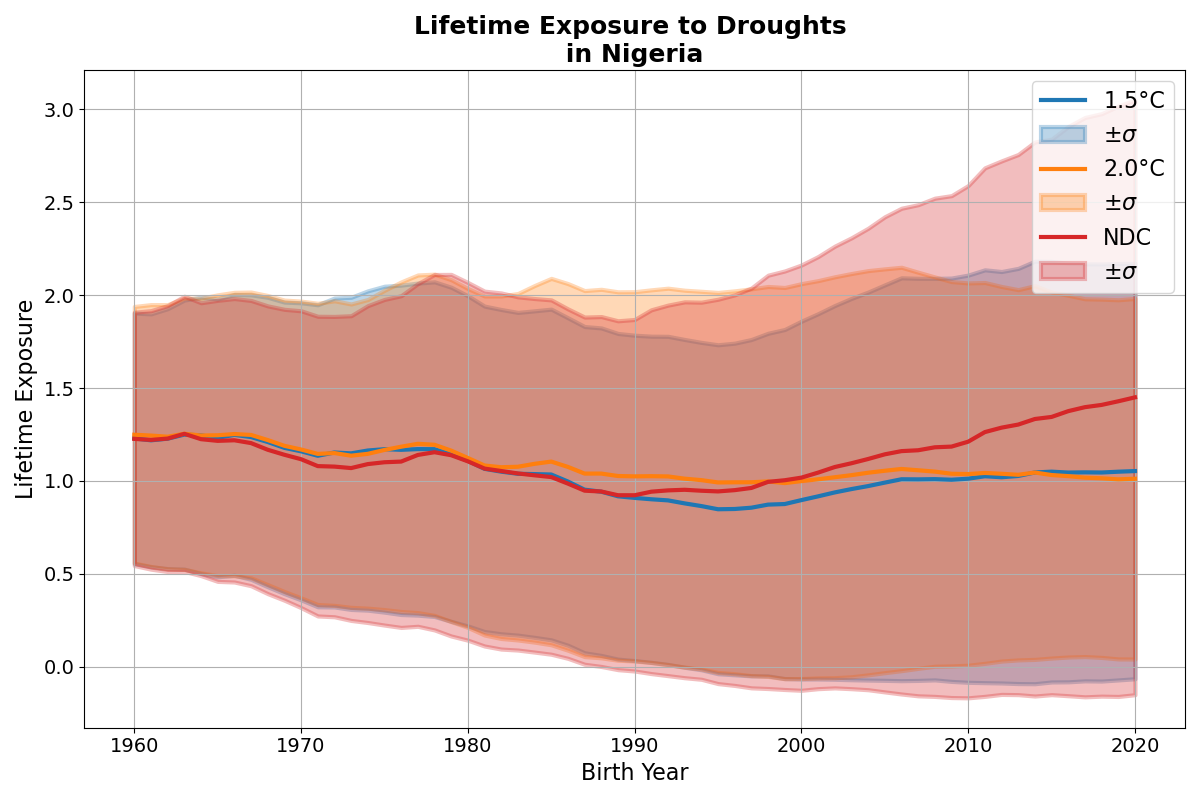 Lifetime Exposure to Droughts
in Nigeria
Lifetime Exposure
3.0
2.5
2.0
1.5
1.0
0.5
0.0
1.5°C
±σ
2.0°C
±σ
NDC
±σ
1960
1970
1980
1990
2000
2010
2020
Birth Year